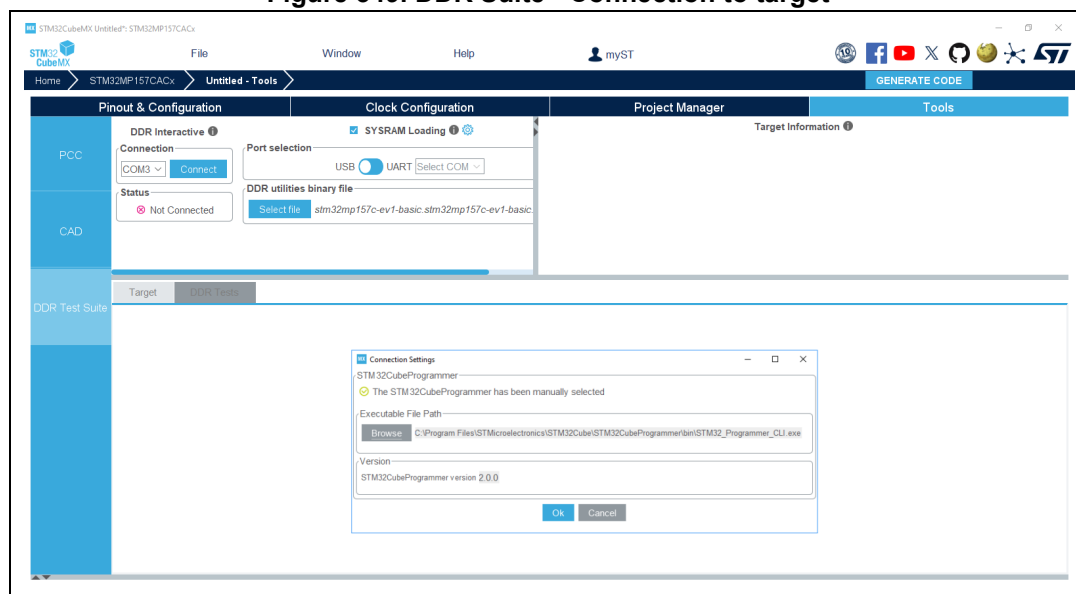 STM32CubeMX Untitled*: STM32MP157CACx
STM32 CubeMX File Window Help myST
Home STM32MP157CACx Untitled - Tools GENERATE CODE
Pinout & Configuration Clock Configuration Project Manager Tools
PCC
CAD
DDR Test Suite
DDR Interactive
Connection
COM3 Connect
Status
Not Connected
SYSRAM Loading
Port selection
USB UART Select COM
DDR utilities binary file
Select file stm32mp157c-ev1-basic.stm32mp157c-ev1-basic.
Target Information
Target DDR Tests
MX Connection Settings
STM32CubeProgrammer
The STM32CubeProgrammer has been manually selected
Executable File Path
Browse C:\Program Files\STMicroelectronics\STM32Cube\STM32CubeProgrammer\bin\STM32_Programmer_CLI.exe
Version
STM32CubeProgrammer version 2.0.0
Ok Cancel